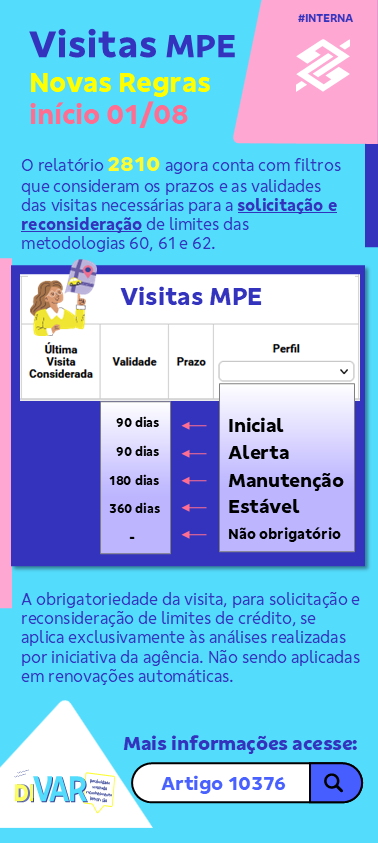 #INTERNA
Visitas MPE
Novas Regras
início 01/08
O relatório 2810 agora conta com filtros
que consideram os prazos e as validades
das visitas necessárias para a solicitação e
reconsideração de limites das
metodologias 60, 61 e 62.
Visitas MPE
Última
Visita
Considerada
Validade
Prazo
Perfil
90 dias
Inicial
90 dias
Alerta
180 dias
Manutenção
360 dias
Estável
-
Não obrigatório
A obrigatoriedade da visita, para solicitação e
reconsideração de limites de crédito, se
aplica exclusivamente às análises realizadas
por iniciativa da agência. Não sendo aplicadas
em renovações automáticas.
Mais informações acesse:
Artigo 10376
DIVAR